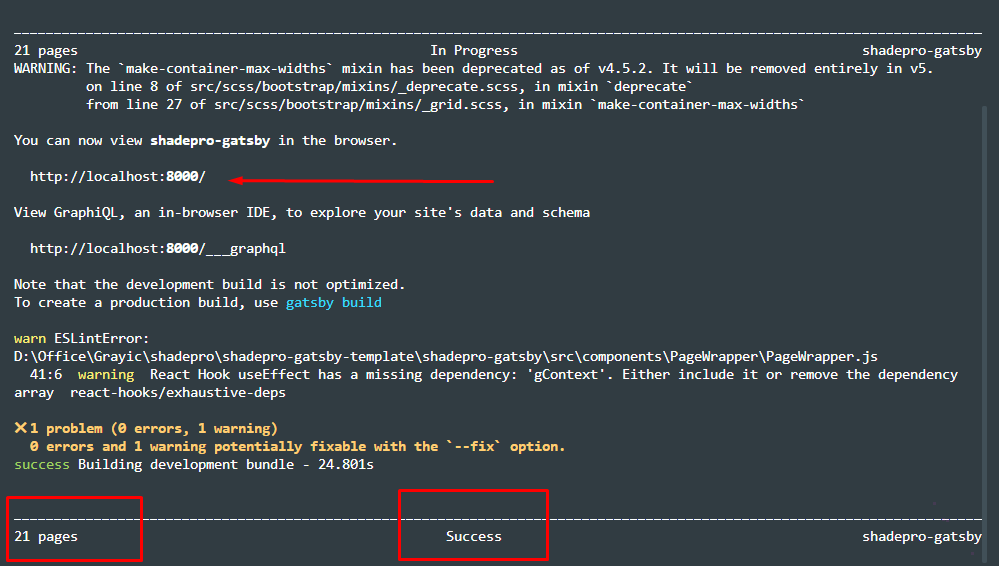 21 pages In Progress shadepro-gatsby
WARNING: The `make-container-max-widths` mixin has been deprecated as of v4.5.2. It will be removed entirely in v5.
on line 8 of src/scss/bootstrap/mixins/_deprecate.scss, in mixin `deprecate`
from line 27 of src/scss/bootstrap/mixins/_grid.scss, in mixin `make-container-max-widths`
You can now view shadepro-gatsby in the browser.
http://localhost:8000/
View GraphiQL, an in-browser IDE, to explore your site's data and schema
http://localhost:8000/___graphql
Note that the development build is not optimized.
To create a production build, use gatsby build
warn ESLintError:
D:\Office\Grayic\shadepro\shadepro-gatsby-template\shadepro-gatsby\src\components\PageWrapper\PageWrapper.js
41:6 warning React Hook useEffect has a missing dependency: 'gContext'. Either include it or remove the dependency
array react-hooks/exhaustive-deps
✕ 1 problem (0 errors, 1 warning)
0 errors and 1 warning potentially fixable with the `--fix` option.
success Building development bundle - 24.801s
21 pages Success shadepro-gatsby